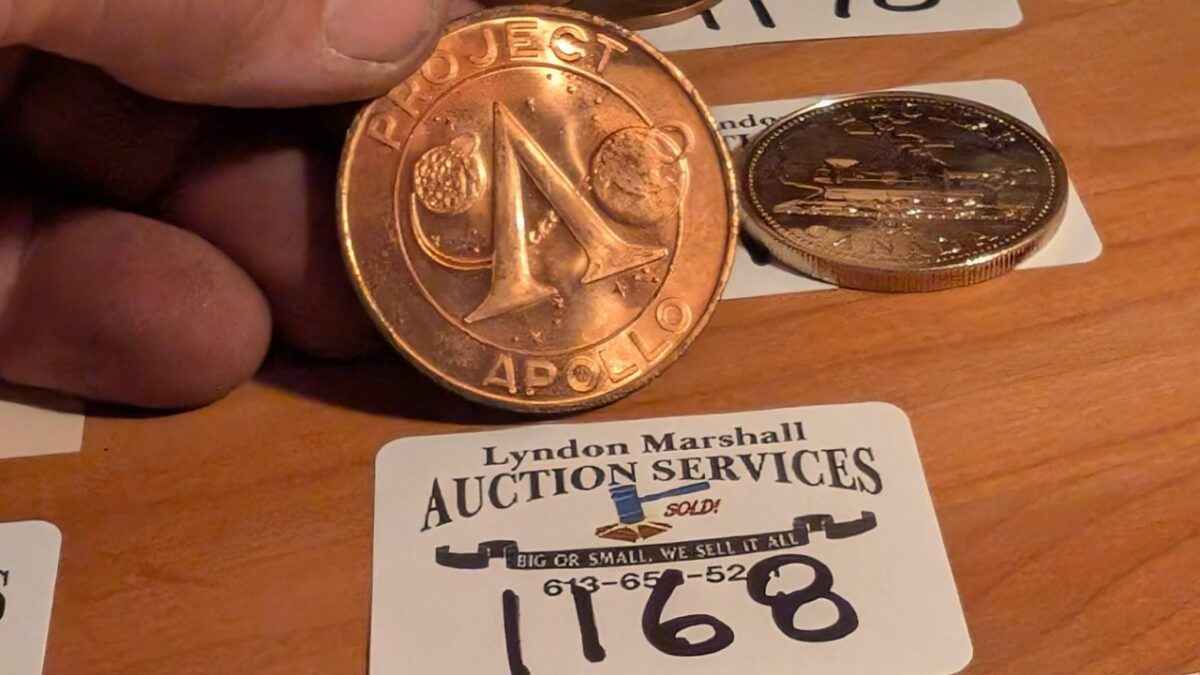 PROJECT
APOLLO
Lyndon Marshall
AUCTION SERVICES
SOLD!
BIG OR SMALL, WE SELL IT ALL
1168